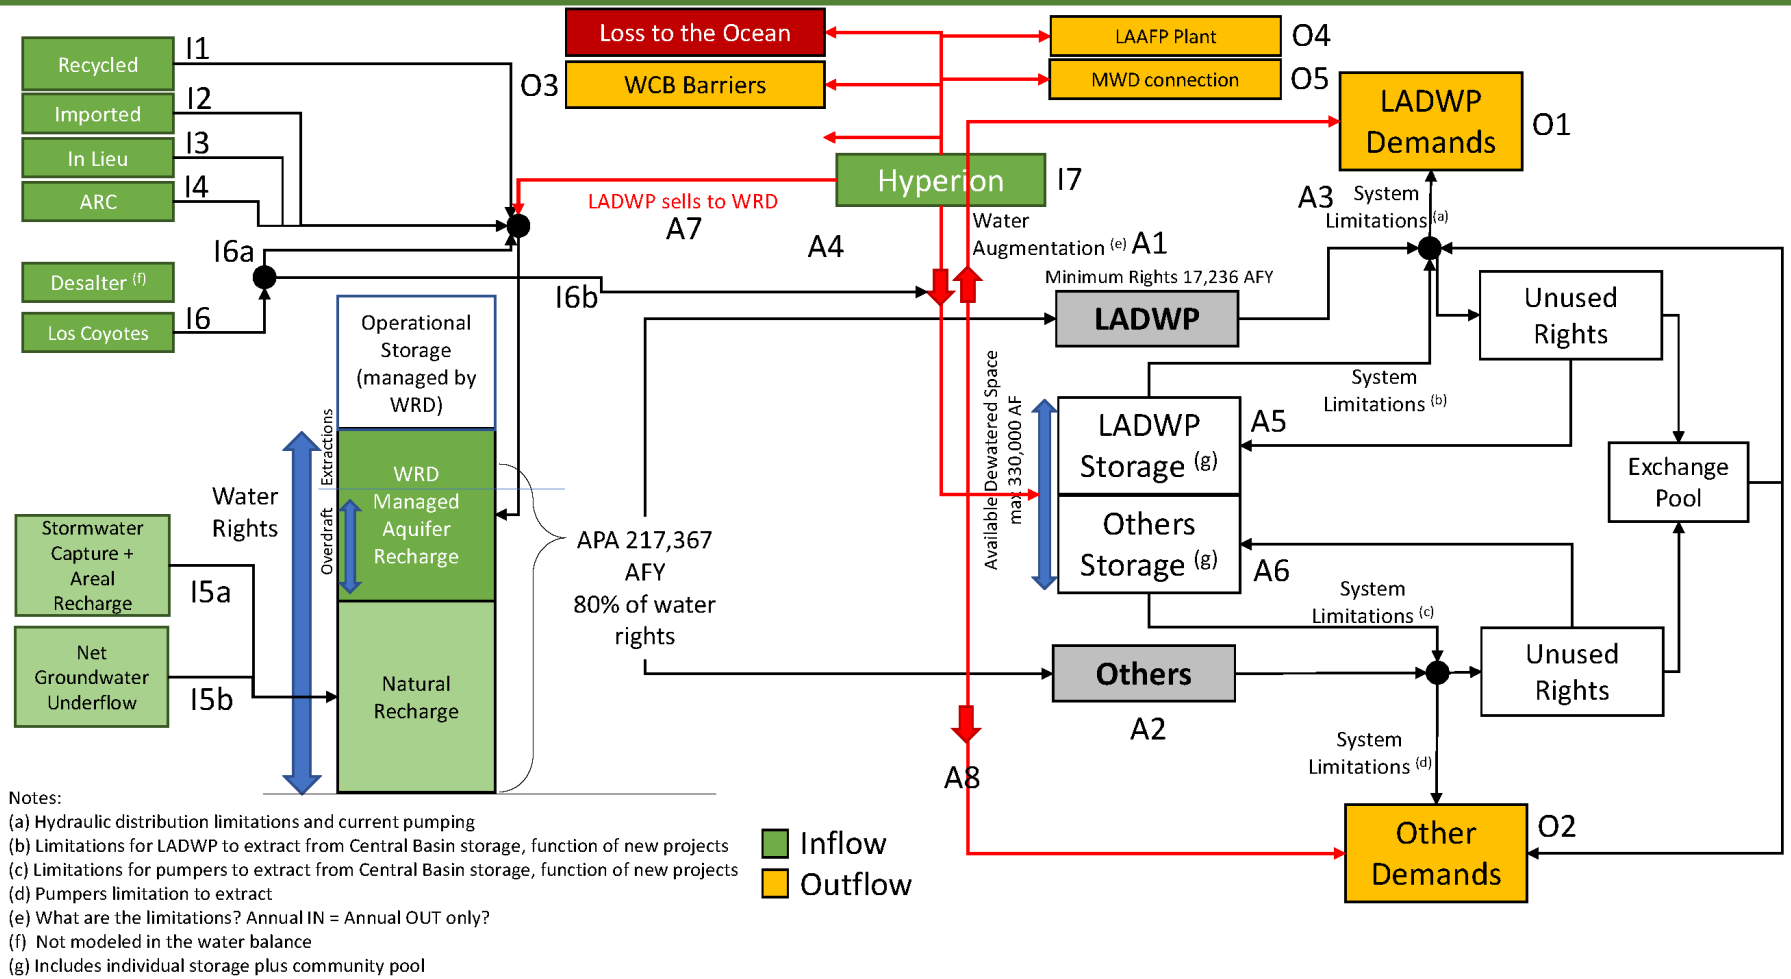 Recycled
I1
Imported
I2
In Lieu
I3
ARC
I4
Desalter (f)
I6a
Los Coyotes
I6
I6b
Loss to the Ocean
O3
WCB Barriers
LAAFP Plant
O4
MWD connection
O5
LADWP
Demands
O1
Hyperion
I7
LADWP sells to WRD
A7
A4
Water
Augmentation (e)
A1
Minimum Rights 17,236 AFY
LADWP
A3
System
Limitations (a)
Unused
Rights
System
Limitations (b)
Operational
Storage
(managed by
WRD)
Extractions
Overdraft
Water
Rights
WRD
Managed
Aquifer
Recharge
Natural
Recharge
Stormwater
Capture +
Areal
Recharge
I5a
Net
Groundwater
Underflow
I5b
APA 217,367
AFY
80% of water
rights
Available Dewatered Space
max 330,000 AF
LADWP
Storage (g)
A5
Others
Storage (g)
A6
Exchange
Pool
System
Limitations (c)
Others
A2
Unused
Rights
System
Limitations (d)
A8
Other
Demands
O2
Inflow
Outflow
Notes:
(a) Hydraulic distribution limitations and current pumping
(b) Limitations for LADWP to extract from Central Basin storage, function of new projects
(c) Limitations for pumpers to extract from Central Basin storage, function of new projects
(d) Pumpers limitation to extract
(e) What are the limitations? Annual IN = Annual OUT only?
(f) Not modeled in the water balance
(g) Includes individual storage plus community pool